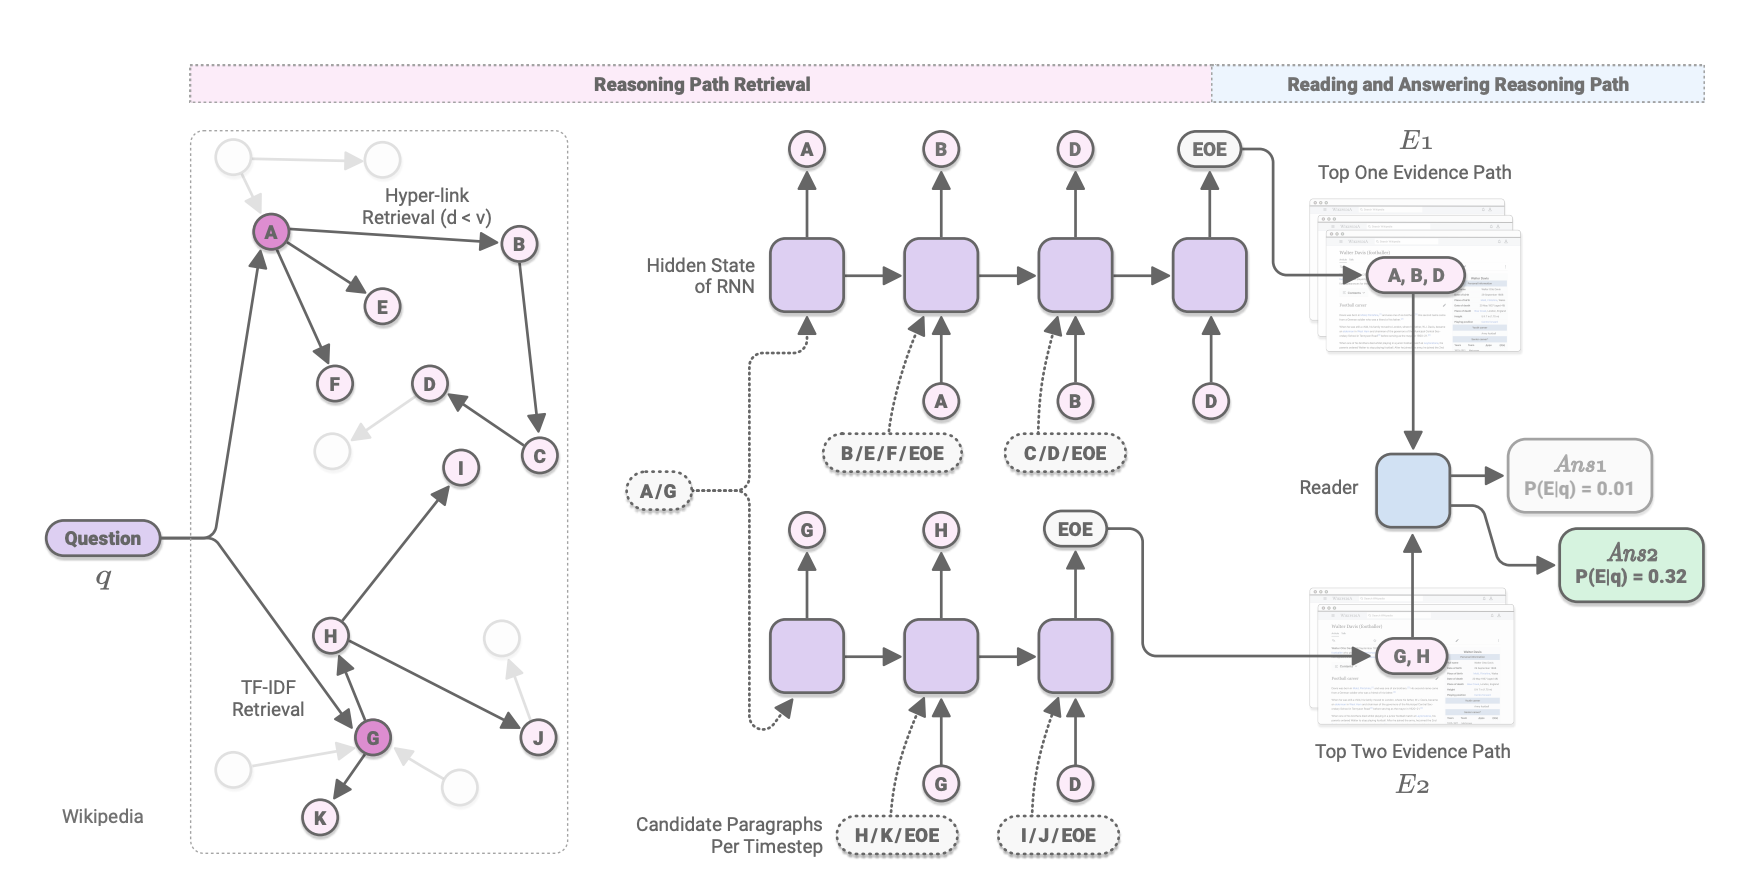 Reasoning Path Retrieval
Reading and Answering Reasoning Path
A
B
D
EOE
E1
Top One Evidence Path
Hyper-link
Retrieval (d < v)
A
B
E
F
D
C
I
Hidden State
of RNN
A, B, D
A
B
D
B/E/F/EOE
C/D/EOE
A/G
Reader
Ans1
P(E|q) = 0.01
Ans2
P(E|q) = 0.32
Question
q
G
H
EOE
H
TF-IDF
Retrieval
G
J
K
Wikipedia
G, H
Top Two Evidence Path
E2
G
D
Candidate Paragraphs
Per Timestep
H/K/EOE
I/J/EOE